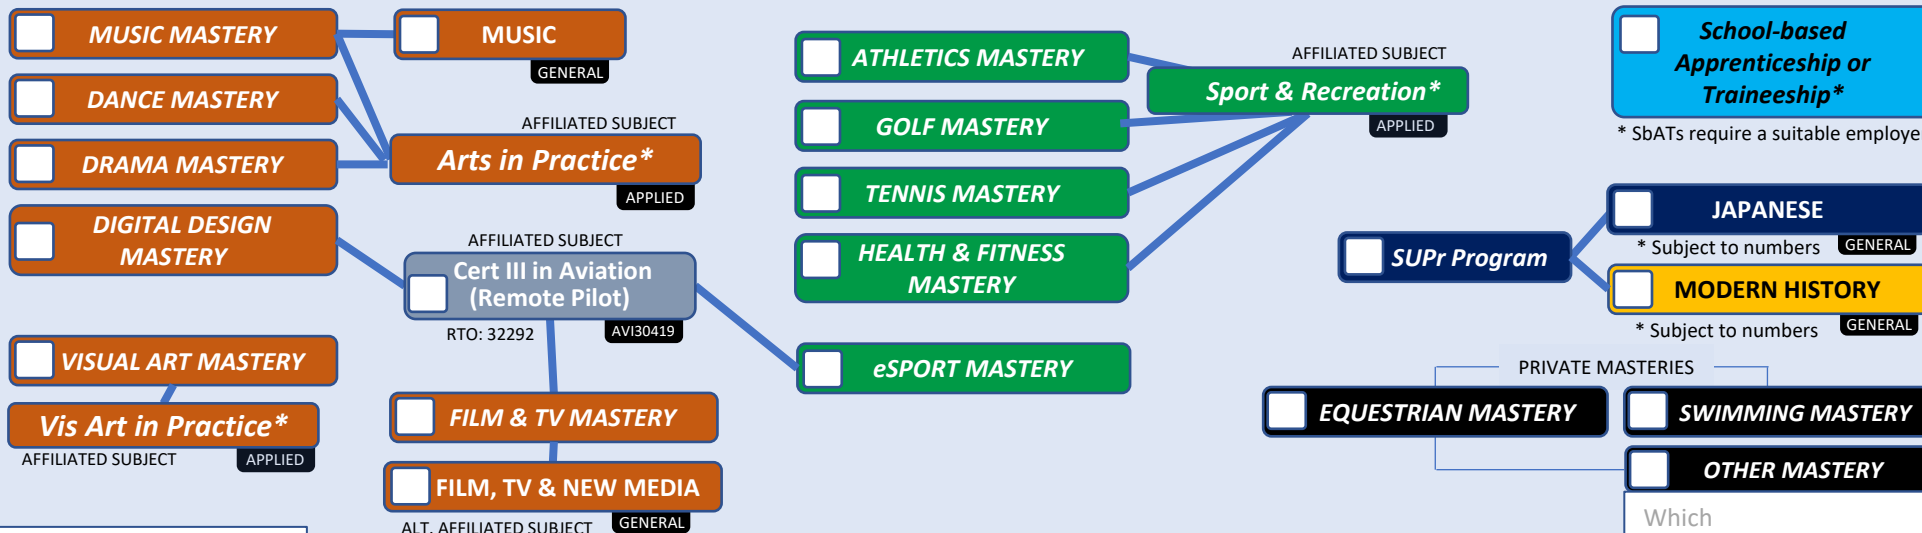 MUSIC MASTERY
MUSIC
GENERAL
DANCE MASTERY
AFFILIATED SUBJECT
DRAMA MASTERY
Arts in Practice*
APPLIED
DIGITAL DESIGN
MASTERY
AFFILIATED SUBJECT
Cert III in Aviation
(Remote Pilot)
RTO: 32292
AVI30419
VISUAL ART MASTERY
Vis Art in Practice*
AFFILIATED SUBJECT
APPLIED
FILM & TV MASTERY
FILM, TV & NEW MEDIA
ALT. AFFILIATED SUBJECT
GENERAL
ATHLETICS MASTERY
AFFILIATED SUBJECT
Sport & Recreation*
APPLIED
GOLF MASTERY
TENNIS MASTERY
HEALTH & FITNESS
MASTERY
eSPORT MASTERY
School-based
Apprenticeship or
Traineeship*
* SbATs require a suitable employe
SUPr Program
JAPANESE
* Subject to numbers
GENERAL
MODERN HISTORY
* Subject to numbers
GENERAL
PRIVATE MASTERIES
EQUESTRIAN MASTERY
SWIMMING MASTERY
OTHER MASTERY
Which